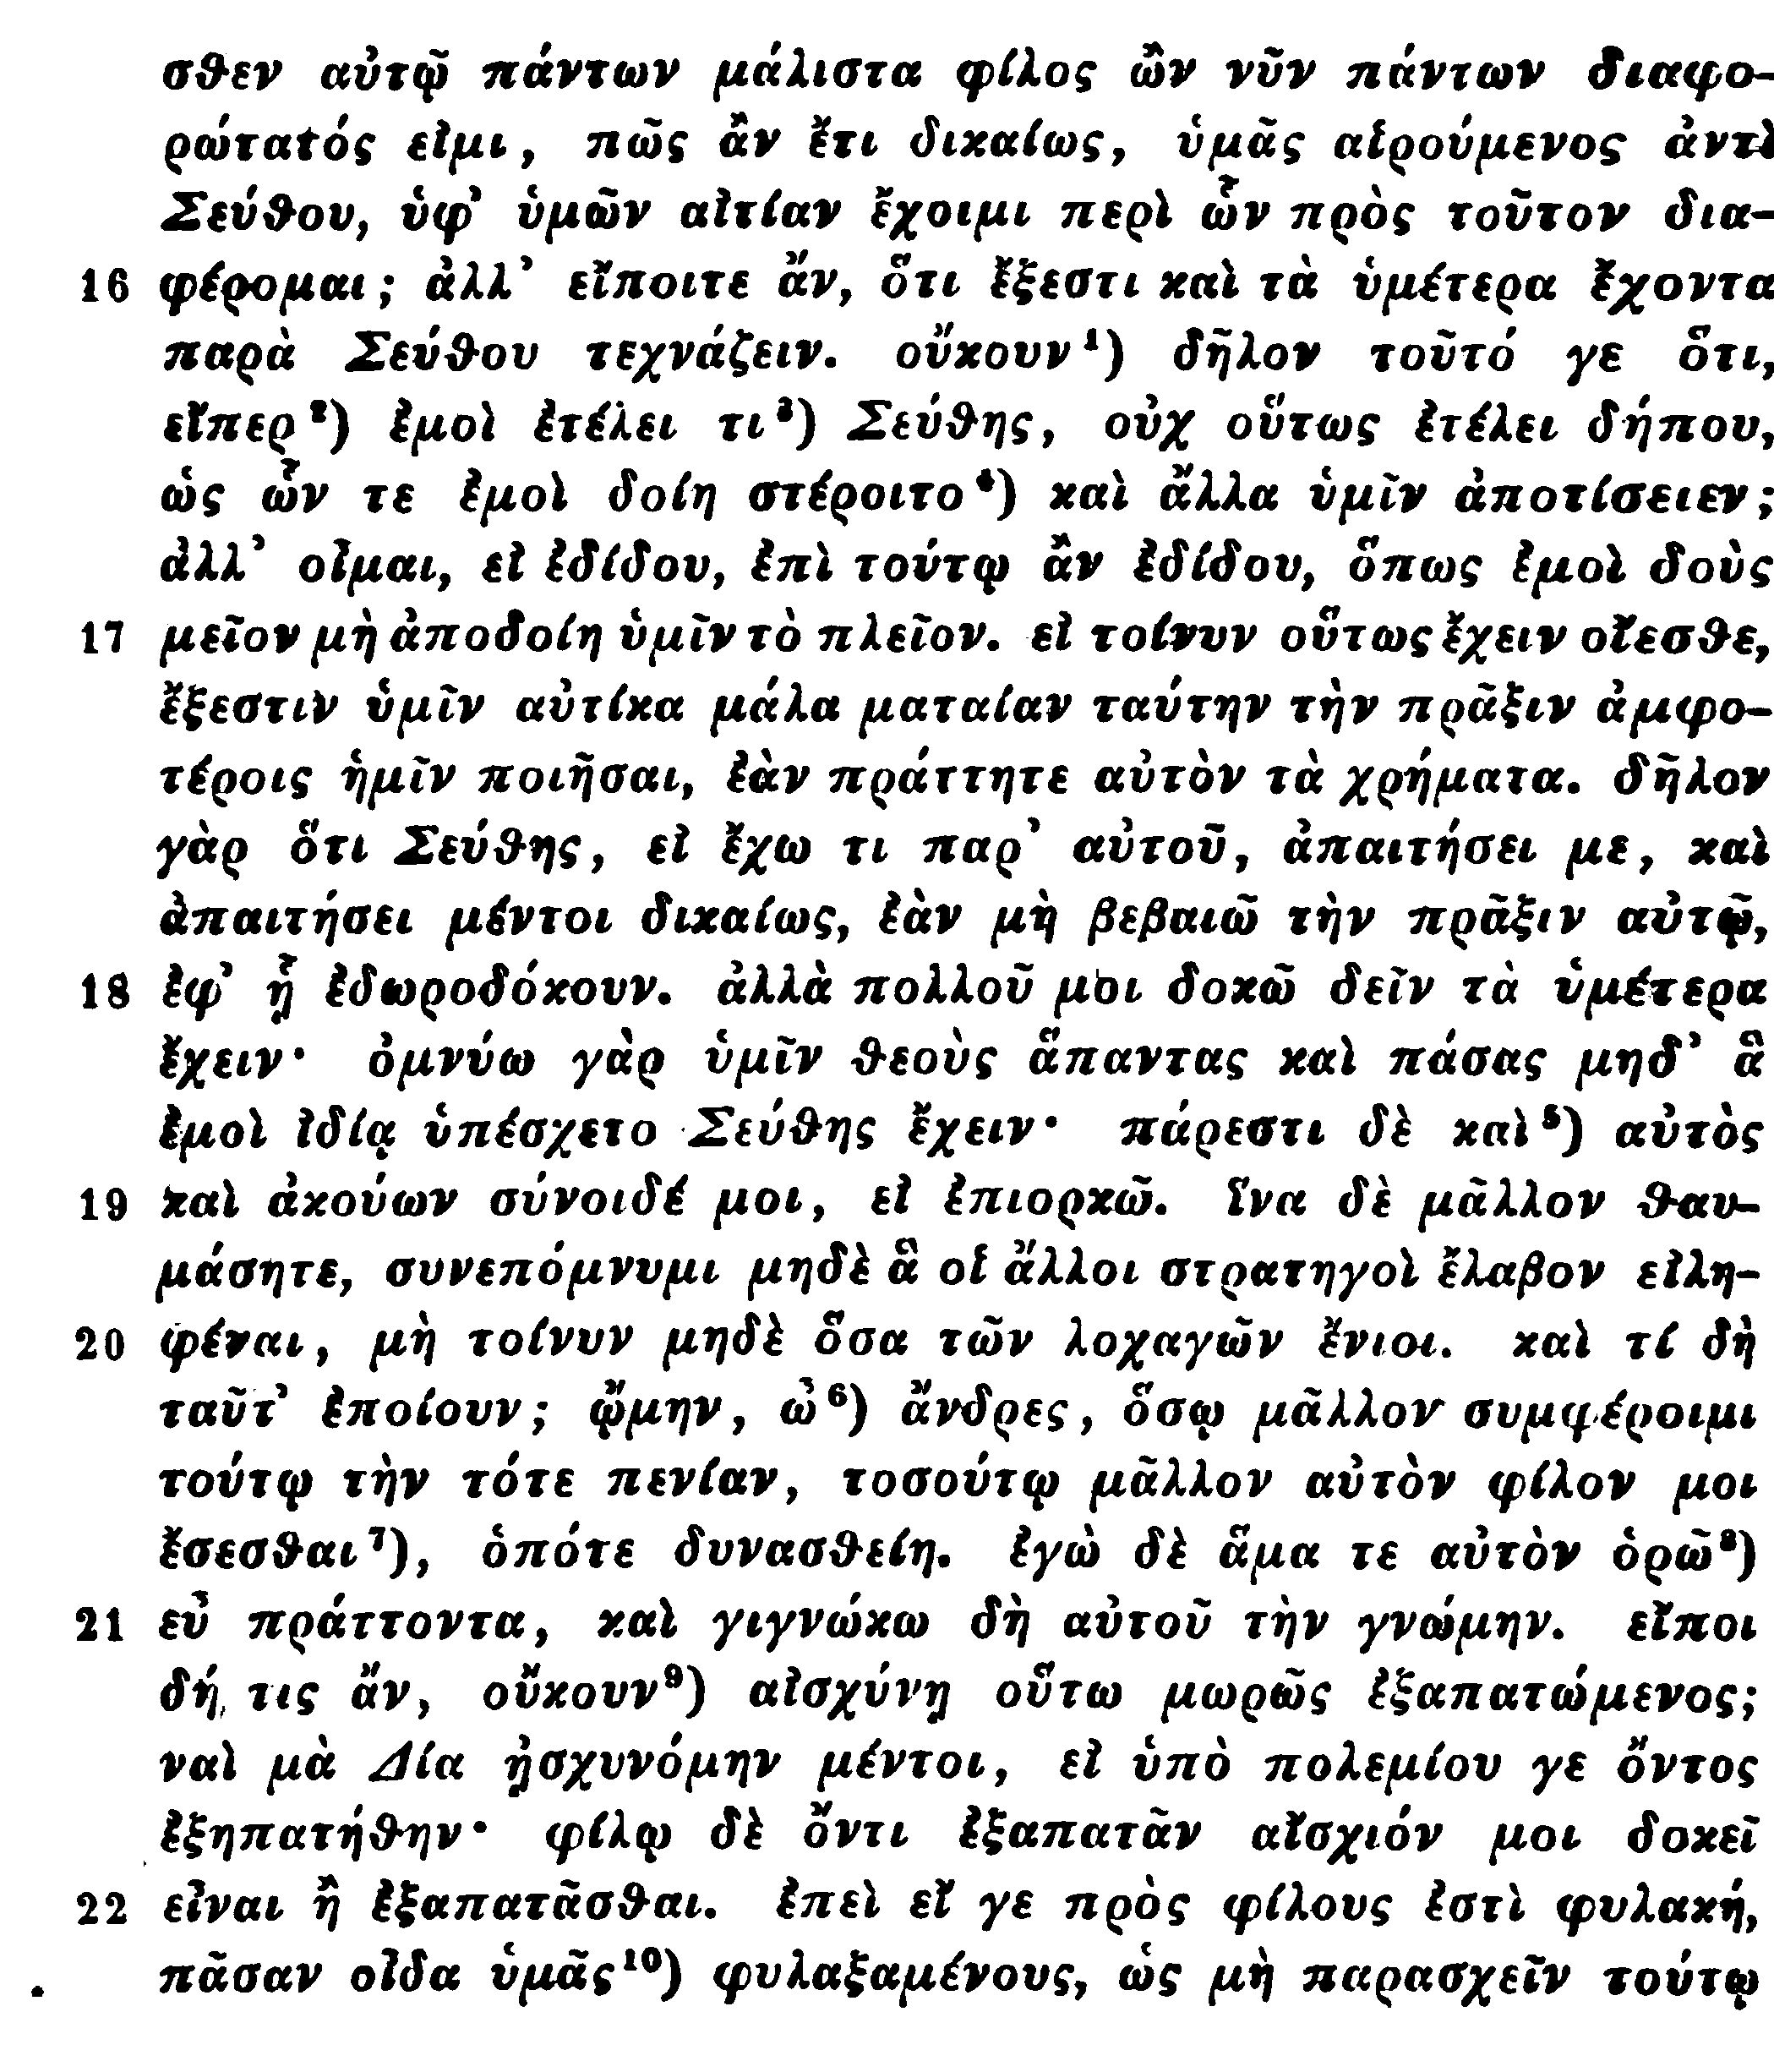 σθεν αὐτῷ πάντων μάλιστα φίλος ὢν νῦν πάντων διαφο-
ρώτατός εἰμι, πῶς ἂν ἔτι δικαίως, ὑμᾶς αἱρούμενος ἀντὶ
Σεύθου, ὑφ' ὑμῶν αἰτίαν ἔχοιμι περὶ ὧν πρὸς τοῦτον δια-
16 φέρομαι; ἀλλ' εἴποιτε ἄν, ὅτι ἔξεστι καὶ τὰ ὑμέτερα ἔχοντα
παρὰ Σεύθου τεχνάζειν. οὔκουν¹) δῆλον τοῦτό γε ὅτι,
εἴπερ²) ἐμοὶ ἐτέλει τι³) Σεύθης, οὐχ οὕτως ἐτέλει δήπου,
ὡς ὧν τε ἐμοὶ δοίη στέροιτο⁴) καὶ ἄλλα ὑμῖν ἀποτίσειεν;
ἀλλ' οἶμαι, εἰ ἐδίδου, ἐπὶ τούτῳ ἂν ἐδίδου, ὅπως ἐμοὶ δοὺς
17 μεῖον μὴ ἀποδοίη ὑμῖν τὸ πλεῖον. εἰ τοίνυν οὕτως ἔχειν οἴεσθε,
ἔξεστιν ὑμῖν αὐτίκα μάλα ματαίαν ταύτην τὴν πρᾶξιν ἀμφο-
τέροις ἡμῖν ποιῆσαι, ἐὰν πράττητε αὐτὸν τὰ χρήματα. δῆλον
γὰρ ὅτι Σεύθης, εἰ ἔχω τι παρ' αὐτοῦ, ἀπαιτήσει με, καὶ
ἀπαιτήσει μέντοι δικαίως, ἐὰν μὴ βεβαιῶ τὴν πρᾶξιν αὐτῷ,
18 ἐφ' ᾗ ἐδωροδόκουν. ἀλλὰ πολλοῦ μοι δοκῶ δεῖν τὰ ὑμέτερα
ἔχειν· ὀμνύω γὰρ ὑμῖν θεοὺς ἅπαντας καὶ πάσας μηδ' ἃ
ἐμοὶ ἰδίᾳ ὑπέσχετο Σεύθης ἔχειν· πάρεστι δὲ καὶ⁵) αὐτὸς
19 καὶ ἀκούων σύνοιδέ μοι, εἰ ἐπιορκῶ. ἵνα δὲ μᾶλλον θαυ-
μάσητε, συνεπόμνυμι μηδὲ ἃ οἱ ἄλλοι στρατηγοὶ ἔλαβον εἰλη-
20 φέναι, μὴ τοίνυν μηδὲ ὅσα τῶν λοχαγῶν ἔνιοι. καὶ τί δὴ
ταῦτ' ἐποίουν; ᾤμην, ὦ⁶) ἄνδρες, ὅσῳ μᾶλλον συμφέροιμι
τούτῳ τὴν τότε πενίαν, τοσούτῳ μᾶλλον αὐτὸν φίλον μοι
ἔσεσθαι⁷), ὁπότε δυνασθείη. ἐγὼ δὲ ἅμα τε αὐτὸν ὁρῶ⁸)
21 εὖ πράττοντα, καὶ γιγνώκω δὴ αὐτοῦ τὴν γνώμην. εἴποι
δή, τις ἄν, οὔκουν⁹) αἰσχύνῃ οὕτω μωρῶς ἐξαπατώμενος;
ναὶ μὰ Δία ᾐσχυνόμην μέντοι, εἰ ὑπὸ πολεμίου γε ὄντος
ἐξηπατήθην· φίλῳ δὲ ὄντι ἐξαπατᾶν αἴσχιόν μοι δοκεῖ
22 εἶναι ἢ ἐξαπατᾶσθαι. ἐπεὶ εἴ γε πρὸς φίλους ἐστὶ φυλακή,
πᾶσαν οἶδα ὑμᾶς¹⁰) φυλαξαμένους, ὡς μὴ παρασχεῖν τούτῳ